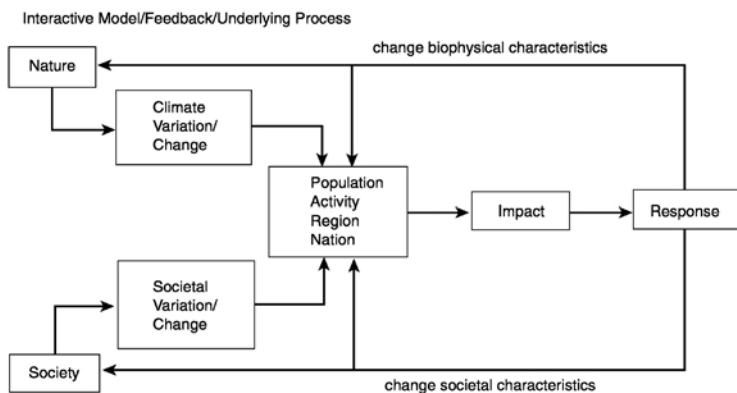 Interactive Model/Feedback/Underlying Process
change biophysical characteristics
Nature
Climate
Variation/
Change
Population
Activity
Region
Nation
Impact
Response
Societal
Variation/
Change
Society
change societal characteristics